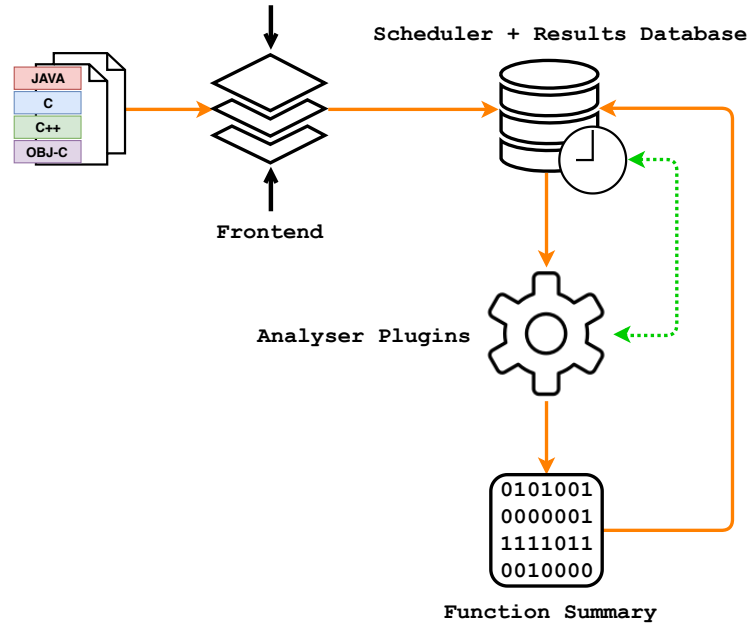 Scheduler + Results Database
JAVA
C
C++
OBJ-C
Frontend
Analyser Plugins
0101001
0000001
1111011
0010000
Function Summary